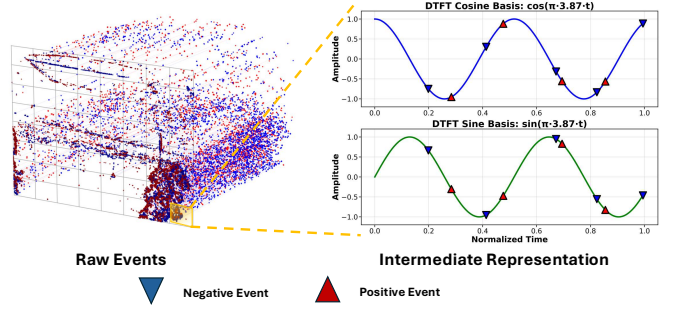 DTFT Cosine Basis: cos(π·3.87·t)
Amplitude
1.0
0.5
0.0
−0.5
−1.0
0.0 0.2 0.4 0.6 0.8 1.0
DTFT Sine Basis: sin(π·3.87·t)
Amplitude
1.0
0.5
0.0
−0.5
−1.0
0.0 0.2 0.4 0.6 0.8 1.0
Normalized Time
Raw Events
Intermediate Representation
Negative Event
Positive Event